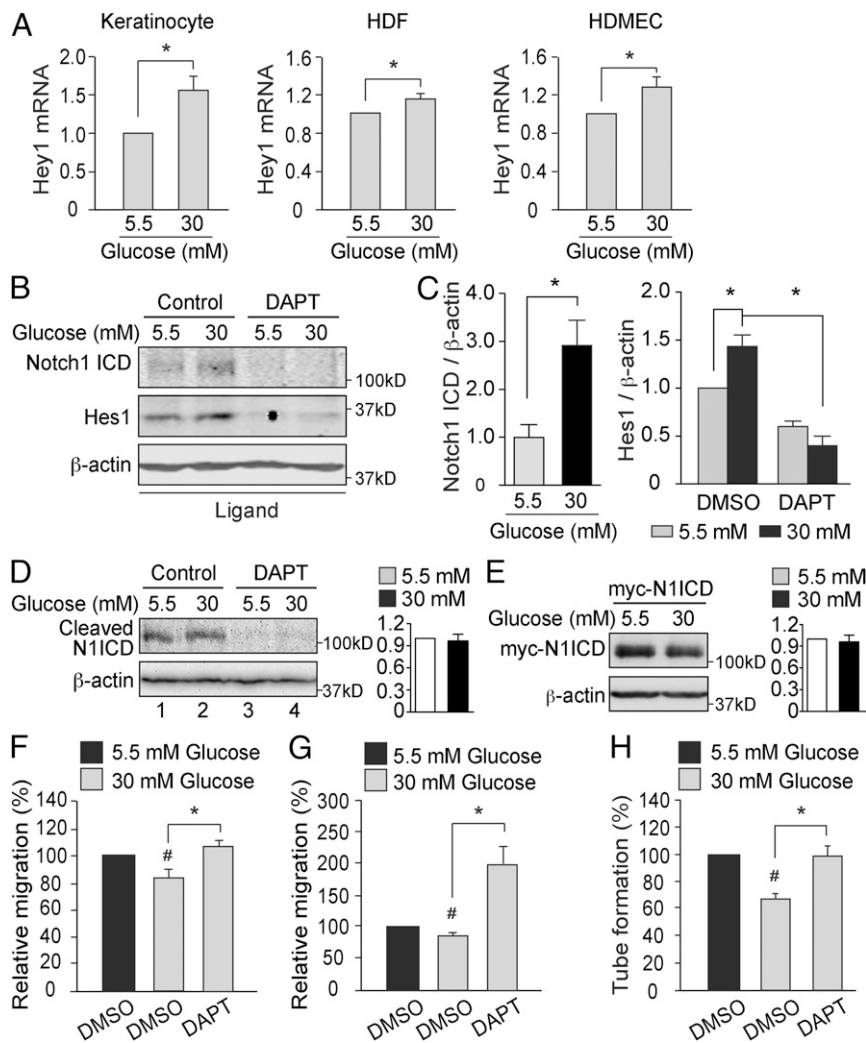 A
Keratinocyte HDF HDMEC
Hey1 mRNA
2.0
1.5
1.0
0.5
0
*
5.5 30
Glucose (mM)
Hey1 mRNA
1.6
1.2
0.8
0.4
0
*
5.5 30
Glucose (mM)
Hey1 mRNA
1.6
1.2
0.8
0.4
0
*
5.5 30
Glucose (mM)
B
Control DAPT
Glucose (mM) 5.5 30 5.5 30
Notch1 ICD
-100kD
Hes1
-37kD
β-actin
-37kD
Ligand
C
Notch1 ICD / β-actin
4.0
3.0
2.0
1.0
0
*
5.5 30
Glucose (mM)
Hes1 / β-actin
2.0
1.5
1.0
0.5
0
* *
DMSO DAPT
5.5 mM 30 mM
D
Control DAPT
Glucose (mM) 5.5 30 5.5 30
Cleaved
N1ICD
-100kD
β-actin
-37kD
1 2 3 4
5.5 mM
30 mM
1.2
0.9
0.6
0.3
0
E
myc-N1ICD
Glucose (mM) 5.5 30
myc-N1ICD
-100kD
β-actin
-37kD
5.5 mM
30 mM
1.2
0.9
0.6
0.3
0
F
5.5 mM Glucose
30 mM Glucose
Relative migration (%)
140
120
100
80
60
40
20
0
#
*
DMSO DMSO DAPT
G
5.5 mM Glucose
30 mM Glucose
Relative migration (%)
300
250
200
150
100
50
0
#
*
DMSO DMSO DAPT
H
5.5 mM Glucose
30 mM Glucose
Tube formation (%)
140
120
100
80
60
40
20
0
#
*
DMSO DMSO DAPT